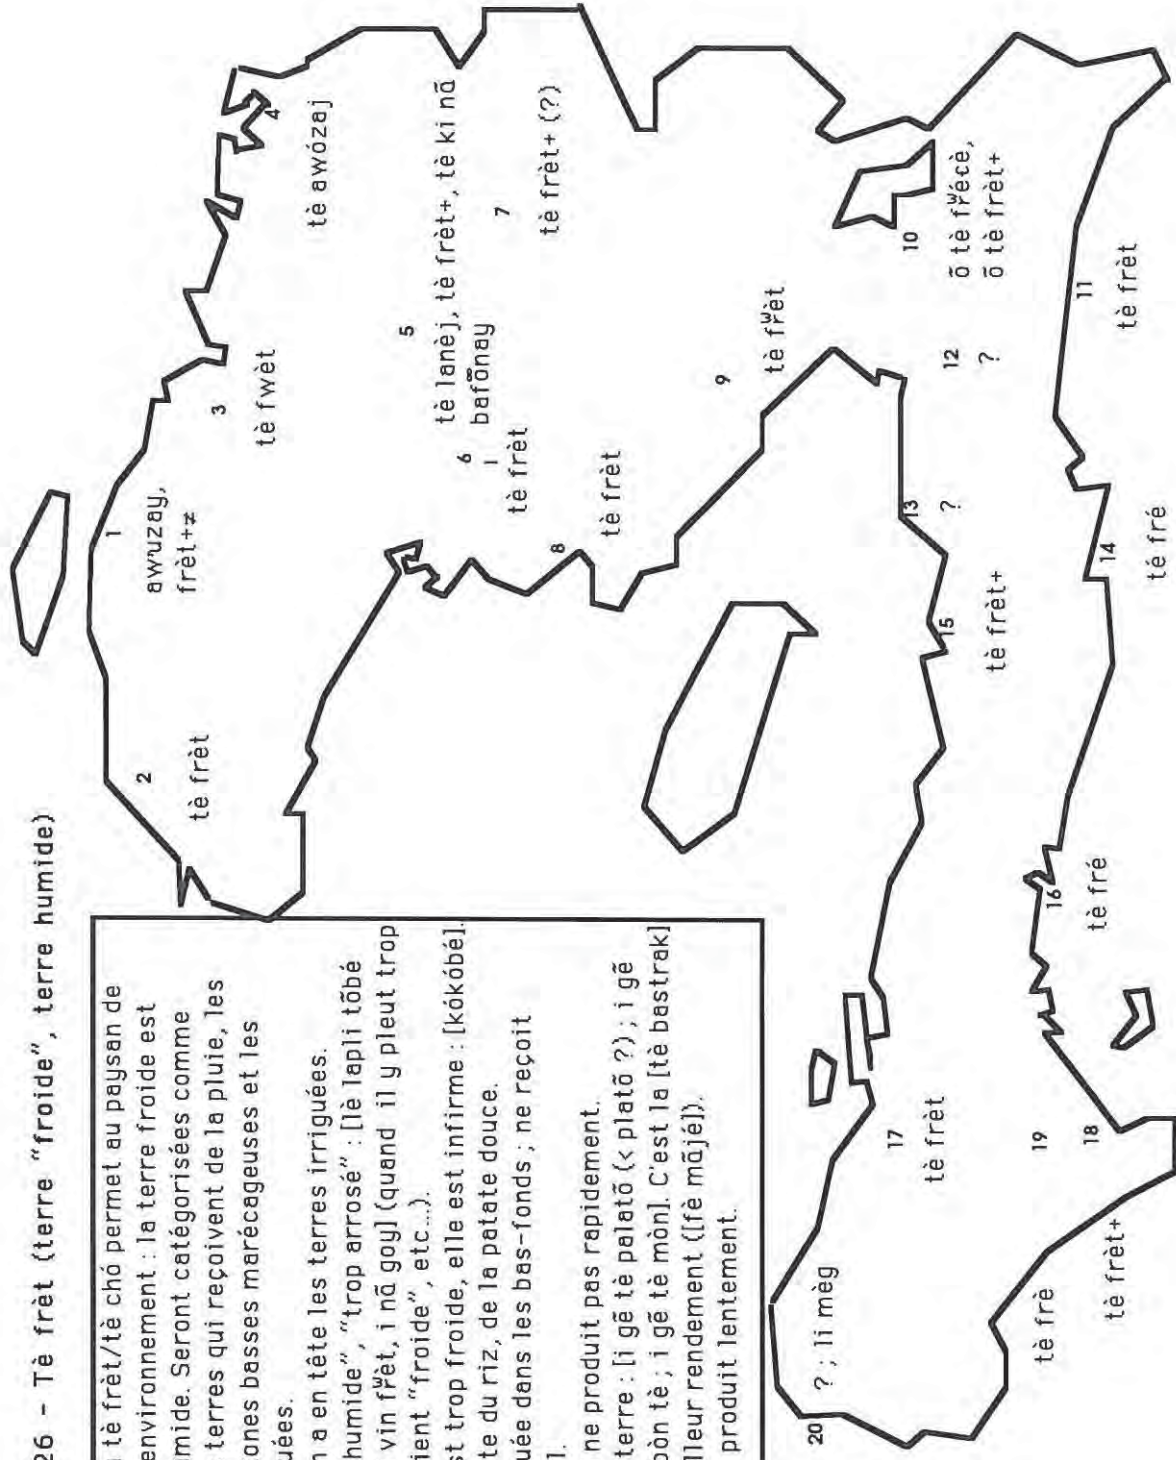 26 - Tè frèt (terre "froide", terre humide)
tè frèt/tè chó permet au paysan de
environnement : la terre froide est
mide. Seront catégorisées comme
terres qui reçoivent de la pluie, les
ones basses marécageuses et les
uées.
a en tête les terres irriguées.
humide", "trop arrosé" : [lè lapli tõbé
vin frʷèt, i nã goy] (quand il y pleut trop
ient "froide", etc...).
st trop froide, elle est infirme : [kókóbé].
te du riz, de la patate douce.
uée dans les bas-fonds ; ne reçoit
].
ne produit pas rapidement.
terre : [i gẽ tè palatõ (< platõ ?) ; i gẽ
bòn tè ; i gẽ tè mòn]. C'est la [tè bastrak]
lleur rendement ([fè mãjé]).
produit lentement.
1
awʼuzay,
frèt+≠
2
tè frèt
3
tè fwèt
4
tè awózaj
5
tè lanèj, tè frèt+, tè ki nã
bafõnay
6
tè frèt
7
tè frèt+ (?)
8
tè frèt
9
tè frʷèt
10
õ tè frʷécè,
õ tè frèt+
11
tè frèt
12
?
13
?
14
té fré
15
tè frèt+
16
tè fré
17
tè frèt
18
tè frèt+
19
tè frè
20
? ; li mèg